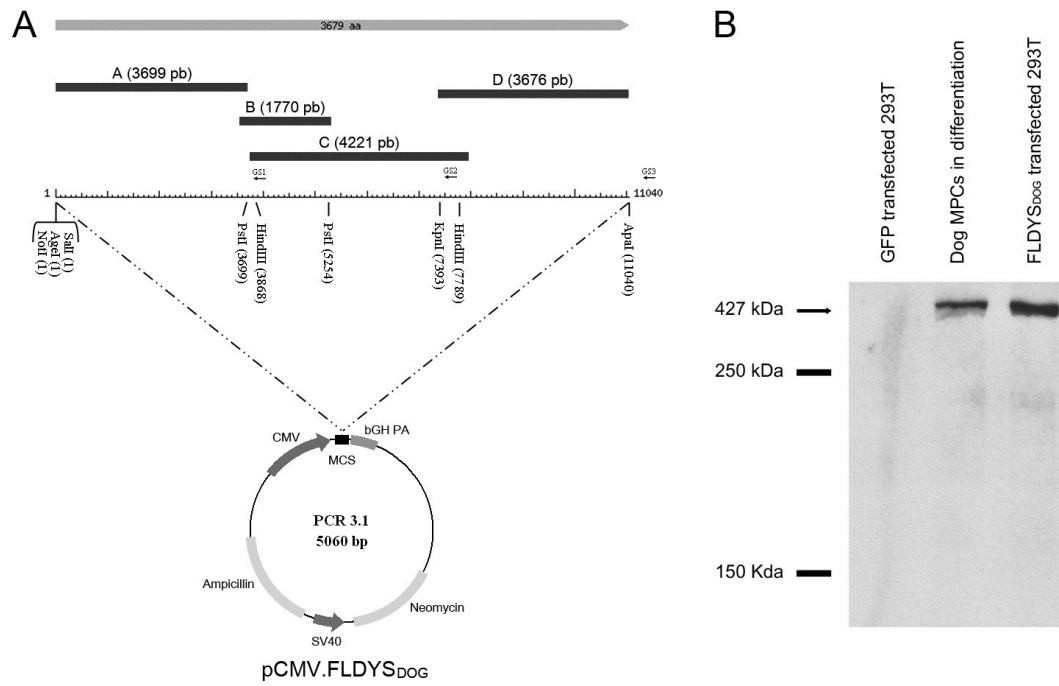 A
3679 aa
A (3699 pb)
D (3676 pb)
B (1770 pb)
C (4221 pb)
GS1
GS2
GS3
1
11040
SalI (1)
AgeI (1)
NotI (1)
PstI (3699)
HindIII (3868)
PstI (5254)
KpnI (7393)
HindIII (7789)
ApaI (11040)
CMV
bGH PA
MCS
PCR 3.1
5060 bp
Ampicillin
Neomycin
SV40
pCMV.FLDYSDOG
B
GFP transfected 293T
Dog MPCs in differentiation
FLDYSDOG transfected 293T
427 kDa
250 kDa
150 Kda